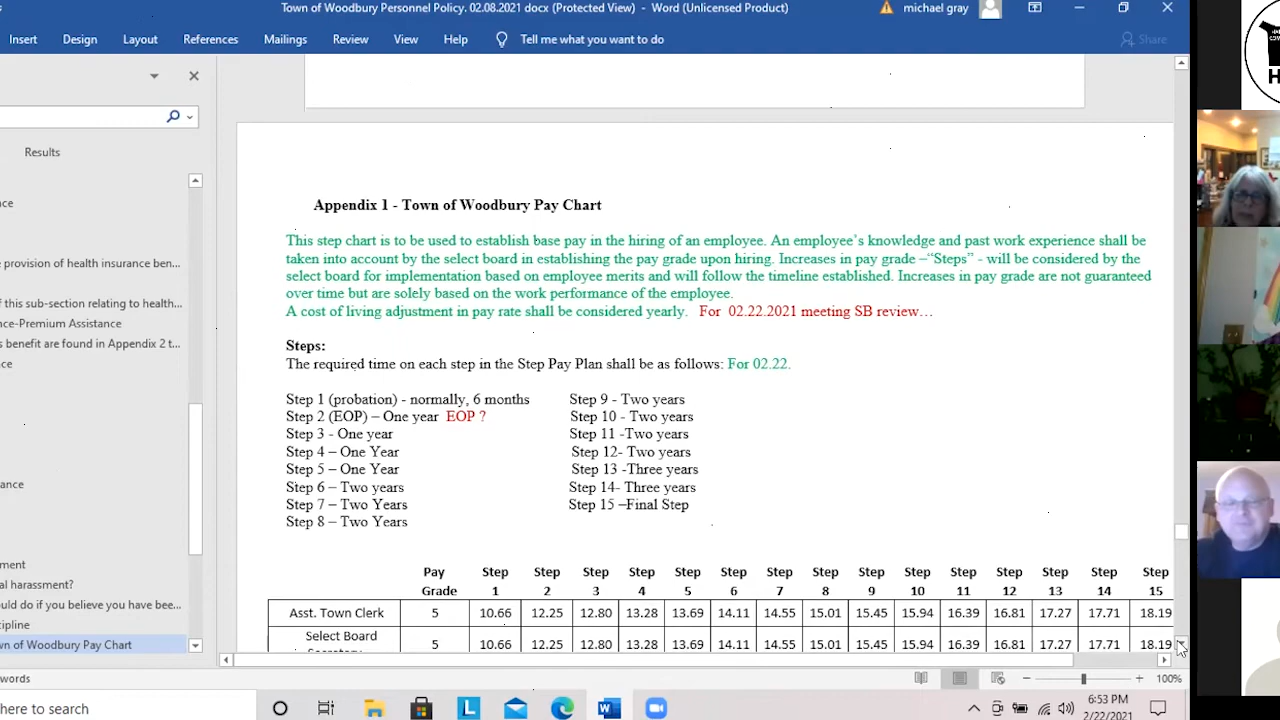 Town of Woodbury Personnel Policy. 02.08.2021 docx (Protected View) - Word (Unlicensed Product)
michael gray
Insert Design Layout References Mailings Review View Help Tell me what you want to do Share
Results
Appendix 1 - Town of Woodbury Pay Chart
This step chart is to be used to establish base pay in the hiring of an employee. An employee's knowledge and past work experience shall be
taken into account by the select board in establishing the pay grade upon hiring. Increases in pay grade –“Steps” - will be considered by the
select board for implementation based on employee merits and will follow the timeline established. Increases in pay grade are not guaranteed
over time but are solely based on the work performance of the employee.
A cost of living adjustment in pay rate shall be considered yearly. For 02.22.2021 meeting SB review…
Steps:
The required time on each step in the Step Pay Plan shall be as follows: For 02.22.
Step 1 (probation) - normally, 6 months
Step 2 (EOP) – One year EOP ?
Step 3 - One year
Step 4 – One Year
Step 5 – One Year
Step 6 – Two years
Step 7 – Two Years
Step 8 – Two Years
Step 9 - Two years
Step 10 - Two years
Step 11 -Two years
Step 12- Two years
Step 13 -Three years
Step 14- Three years
Step 15 –Final Step
Pay Grade Step 1 Step 2 Step 3 Step 4 Step 5 Step 6 Step 7 Step 8 Step 9 Step 10 Step 11 Step 12 Step 13 Step 14 Step 15
Asst. Town Clerk 5 10.66 12.25 12.80 13.28 13.69 14.11 14.55 15.01 15.45 15.94 16.39 16.81 17.27 17.71 18.19
Select Board 5 10.66 12.25 12.80 13.28 13.69 14.11 14.55 15.01 15.45 15.94 16.39 16.81 17.27 17.71 18.19
nce
e provision of health insurance ben...
f this sub-section relating to health...
nce-Premium Assistance
s benefit are found in Appendix 2 t...
ce
ance
ment
al harassment?
ould do if you believe you have bee...
cipline
wn of Woodbury Pay Chart
words
100%
here to search
6:53 PM
2/22/2021